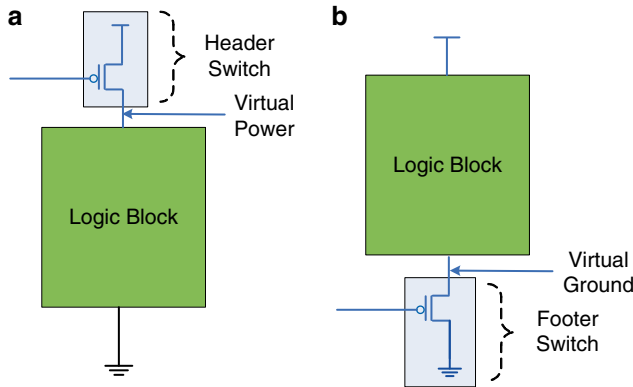 a
Header
Switch
Virtual
Power
Logic Block
b
Logic Block
Virtual
Ground
Footer
Switch